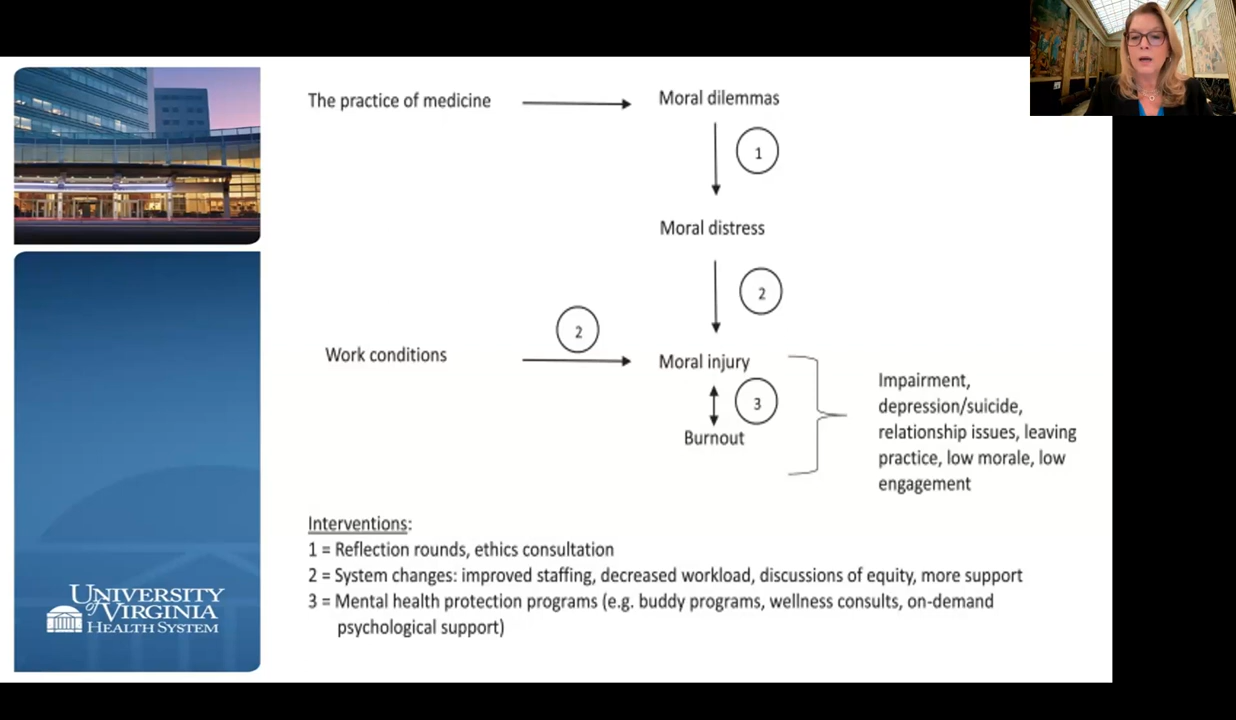 The practice of medicine
Moral dilemmas
1
Moral distress
2
2
Work conditions
Moral injury
3
Burnout
Impairment,
depression/suicide,
relationship issues, leaving
practice, low morale, low
engagement
Interventions:
1 = Reflection rounds, ethics consultation
2 = System changes: improved staffing, decreased workload, discussions of equity, more support
3 = Mental health protection programs (e.g. buddy programs, wellness consults, on-demand
psychological support)
UNIVERSITY
of VIRGINIA
HEALTH SYSTEM